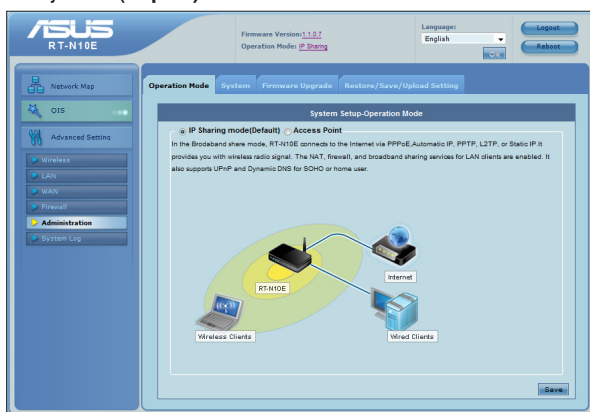 ASUS
RT-N10E
Firmware Version:1.1.0.7
Operation Mode: IP Sharing
Language:
English
OK
Logout
Reboot
Network Map
OIS
Advanced Setting
Wireless
LAN
WAN
Firewall
Administration
System Log
Operation Mode System Firmware Upgrade Restore/Save/Upload Setting
System Setup-Operation Mode
IP Sharing mode(Default) Access Point
In the Brodaband share mode, RT-N10E connects to the Internet via PPPoE,Automatic IP, PPTP, L2TP, or Static IP.It
provides you with wireless radio signal. The NAT, firewall, and broadband sharing services for LAN clients are enabled. It
also supports UPnP and Dynamic DNS for SOHO or home user.
Internet
RT-N10E
Wireless Clients
Wired Clients
Save